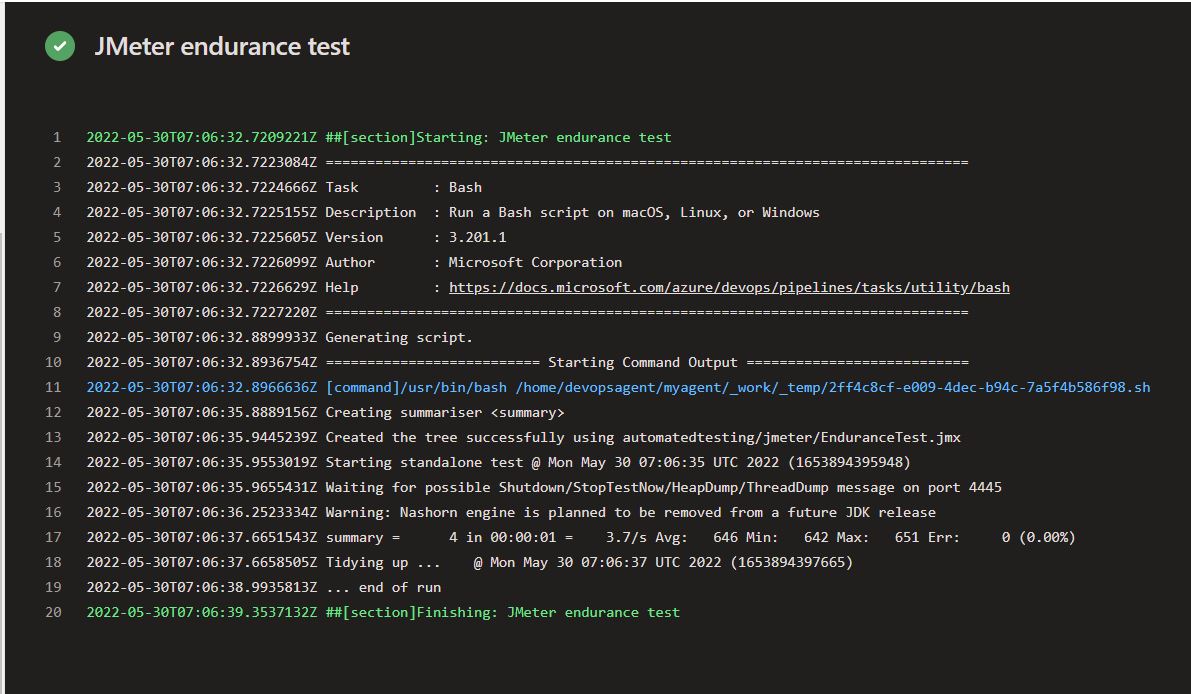 JMeter endurance test
1 2022-05-30T07:06:32.7209221Z ##[section]Starting: JMeter endurance test
2 2022-05-30T07:06:32.7223084Z ==============================================================================
3 2022-05-30T07:06:32.7224666Z Task         : Bash
4 2022-05-30T07:06:32.7225155Z Description  : Run a Bash script on macOS, Linux, or Windows
5 2022-05-30T07:06:32.7225605Z Version      : 3.201.1
6 2022-05-30T07:06:32.7226099Z Author       : Microsoft Corporation
7 2022-05-30T07:06:32.7226629Z Help         : https://docs.microsoft.com/azure/devops/pipelines/tasks/utility/bash
8 2022-05-30T07:06:32.7227220Z ==============================================================================
9 2022-05-30T07:06:32.8899933Z Generating script.
10 2022-05-30T07:06:32.8936754Z ========================== Starting Command Output ===========================
11 2022-05-30T07:06:32.8966636Z [command]/usr/bin/bash /home/devopsagent/myagent/_work/_temp/2ff4c8cf-e009-4dec-b94c-7a5f4b586f98.sh
12 2022-05-30T07:06:35.8889156Z Creating summariser <summary>
13 2022-05-30T07:06:35.9445239Z Created the tree successfully using automatedtesting/jmeter/EnduranceTest.jmx
14 2022-05-30T07:06:35.9553019Z Starting standalone test @ Mon May 30 07:06:35 UTC 2022 (1653894395948)
15 2022-05-30T07:06:35.9655431Z Waiting for possible Shutdown/StopTestNow/HeapDump/ThreadDump message on port 4445
16 2022-05-30T07:06:36.2523334Z Warning: Nashorn engine is planned to be removed from a future JDK release
17 2022-05-30T07:06:37.6651543Z summary =      4 in 00:00:01 =    3.7/s Avg:   646 Min:   642 Max:   651 Err:     0 (0.00%)
18 2022-05-30T07:06:37.6658505Z Tidying up ...    @ Mon May 30 07:06:37 UTC 2022 (1653894397665)
19 2022-05-30T07:06:38.9935813Z ... end of run
20 2022-05-30T07:06:39.3537132Z ##[section]Finishing: JMeter endurance test